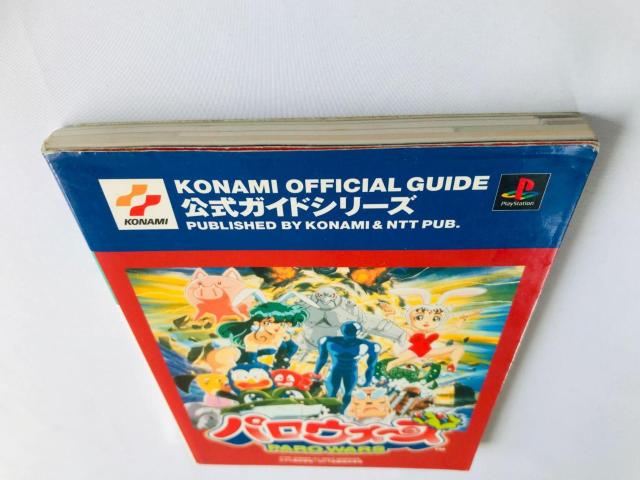 KONAMI OFFICIAL GUIDE
公式ガイドシリーズ
PUBLISHED BY KONAMI & NTT PUB.
KONAMI
PlayStation
パロウォーズ
PARO WARS
TM